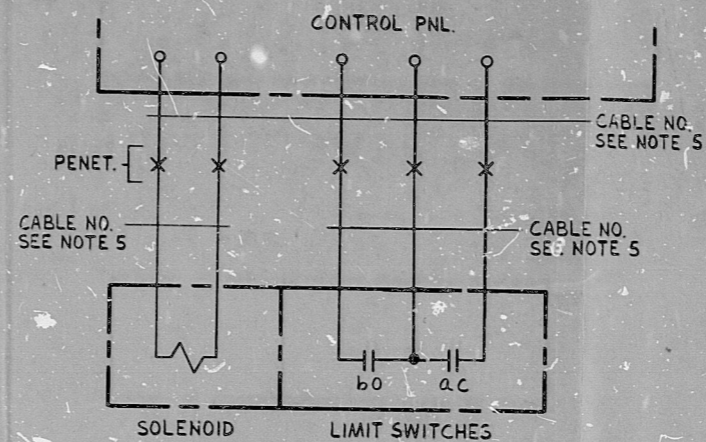 CONTROL PNL.
CABLE NO.
SEE NOTE 5
PENET.
CABLE NO.
SEE NOTE 5
CABLE NO.
SEE NOTE 5
bo
ac
SOLENOID
LIMIT SWITCHES